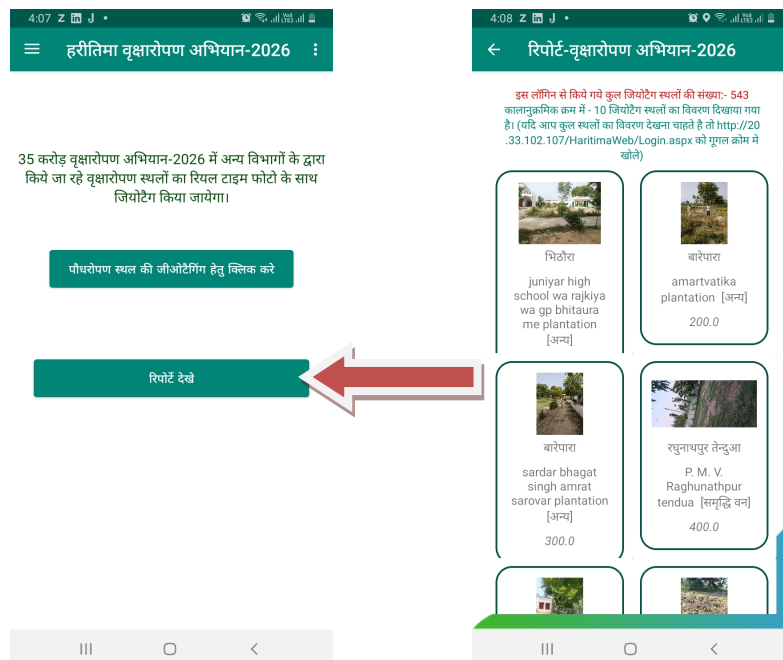 4:07 Z in J •
हरीतिमा वृक्षारोपण अभियान-2026
35 करोड़ वृक्षारोपण अभियान-2026 में अन्य विभागों के द्वारा
किये जा रहे वृक्षारोपण स्थलों का रियल टाइम फोटो के साथ
जियोटैग किया जायेगा।
पौधरोपण स्थल की जीओटैगिंग हेतु क्लिक करे
रिपोर्टे देखे
4:08 Z in J •
रिपोर्ट-वृक्षारोपण अभियान-2026
इस लॉगिन से किये गये कुल जियोटैग स्थलों की संख्या:- 543
कालानुक्रमिक क्रम में - 10 जियोटैग स्थलों का विवरण दिखाया गया
है। (यदि आप कुल स्थलों का विवरण देखना चाहते है तो http://20
.33.102.107/HaritimaWeb/Login.aspx को गूगल क्रोम मे
खोले)
भिठौरा
juniyar high
school wa rajkiya
wa gp bhitaura
me plantation
[अन्य]
बारेपारा
amartvatika
plantation [अन्य]
200.0
बारेपारा
sardar bhagat
singh amrat
sarovar plantation
[अन्य]
300.0
रघुनाथपुर तेन्दुआ
P. M. V.
Raghunathpur
tendua [समृद्धि वन]
400.0